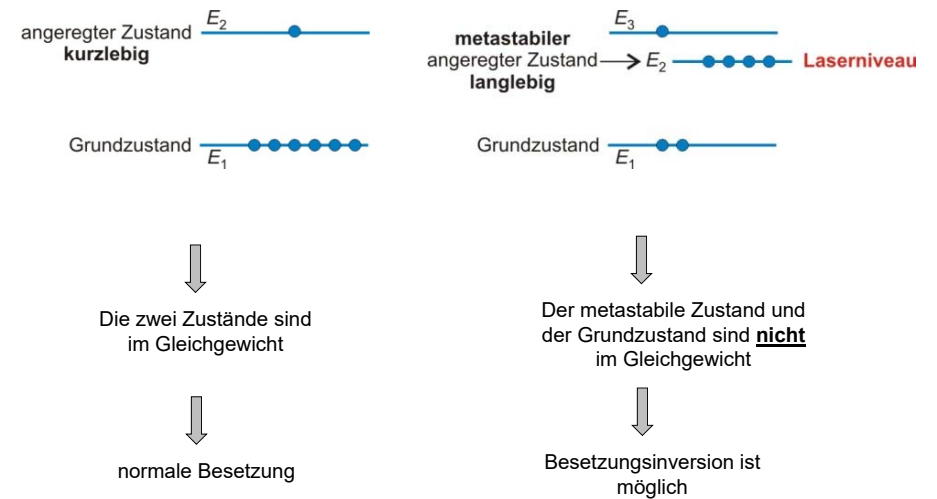 E2
angeregter Zustand
kurzlebig
Grundzustand
E1
Die zwei Zustände sind
im Gleichgewicht
normale Besetzung
E3
metastabiler
angeregter Zustand E2 Laserniveau
langlebig
Grundzustand
E1
Der metastabile Zustand und
der Grundzustand sind nicht
im Gleichgewicht
Besetzungsinversion ist
möglich